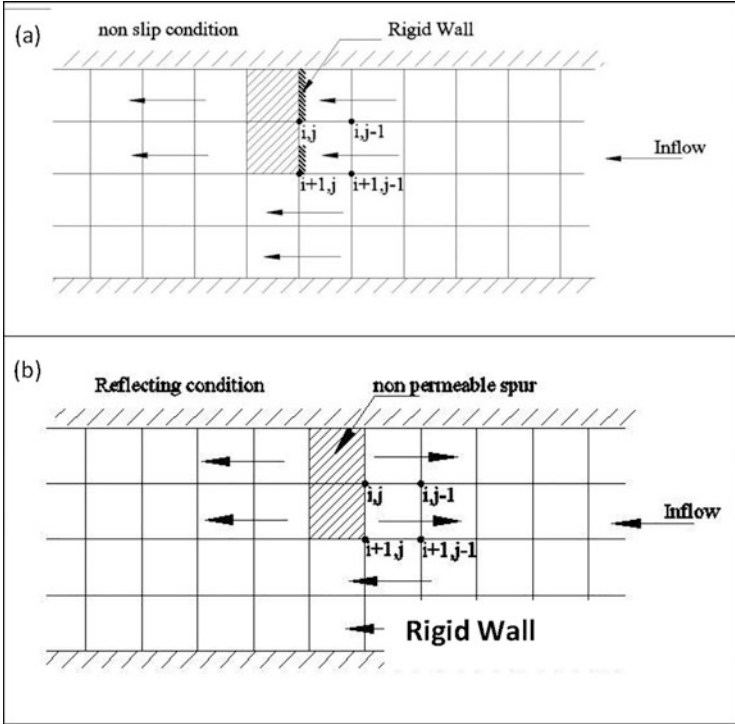 (a)
non slip condition
Rigid Wall
i,j
i,j-1
Inflow
i+1,j
i+1,j-1
(b)
Reflecting condition
non permeable spur
i,j
i,j-1
Inflow
i+1,j
i+1,j-1
Rigid Wall